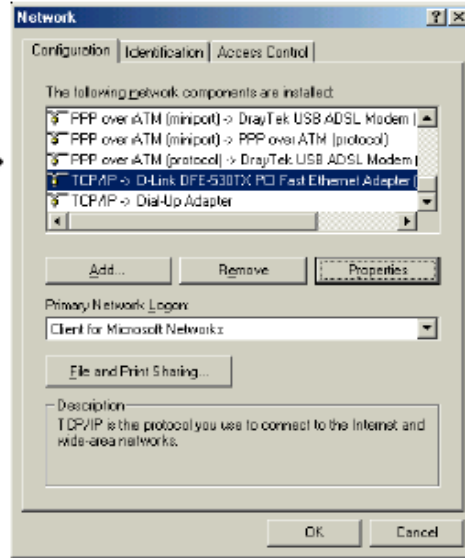 Network
Configuration Identification Access Control
The following network components are installed:
PPP over ATM (miniport) -> DrayTek USB ADSL Modem (
PPP over ATM (miniport) -> PPP over ATM (protocol)
PPP over ATM (protocol) -> DrayTek USB ADSL Modem (
TCP/IP -> D-Link DFE-530TX PCI Fast Ethernet Adapter (
TCP/IP -> Dial-Up Adapter
Add... Remove Properties
Primary Network Logon:
Client for Microsoft Networks
File and Print Sharing...
Description
TCP/IP is the protocol you use to connect to the Internet and
wide-area networks.
OK Cancel